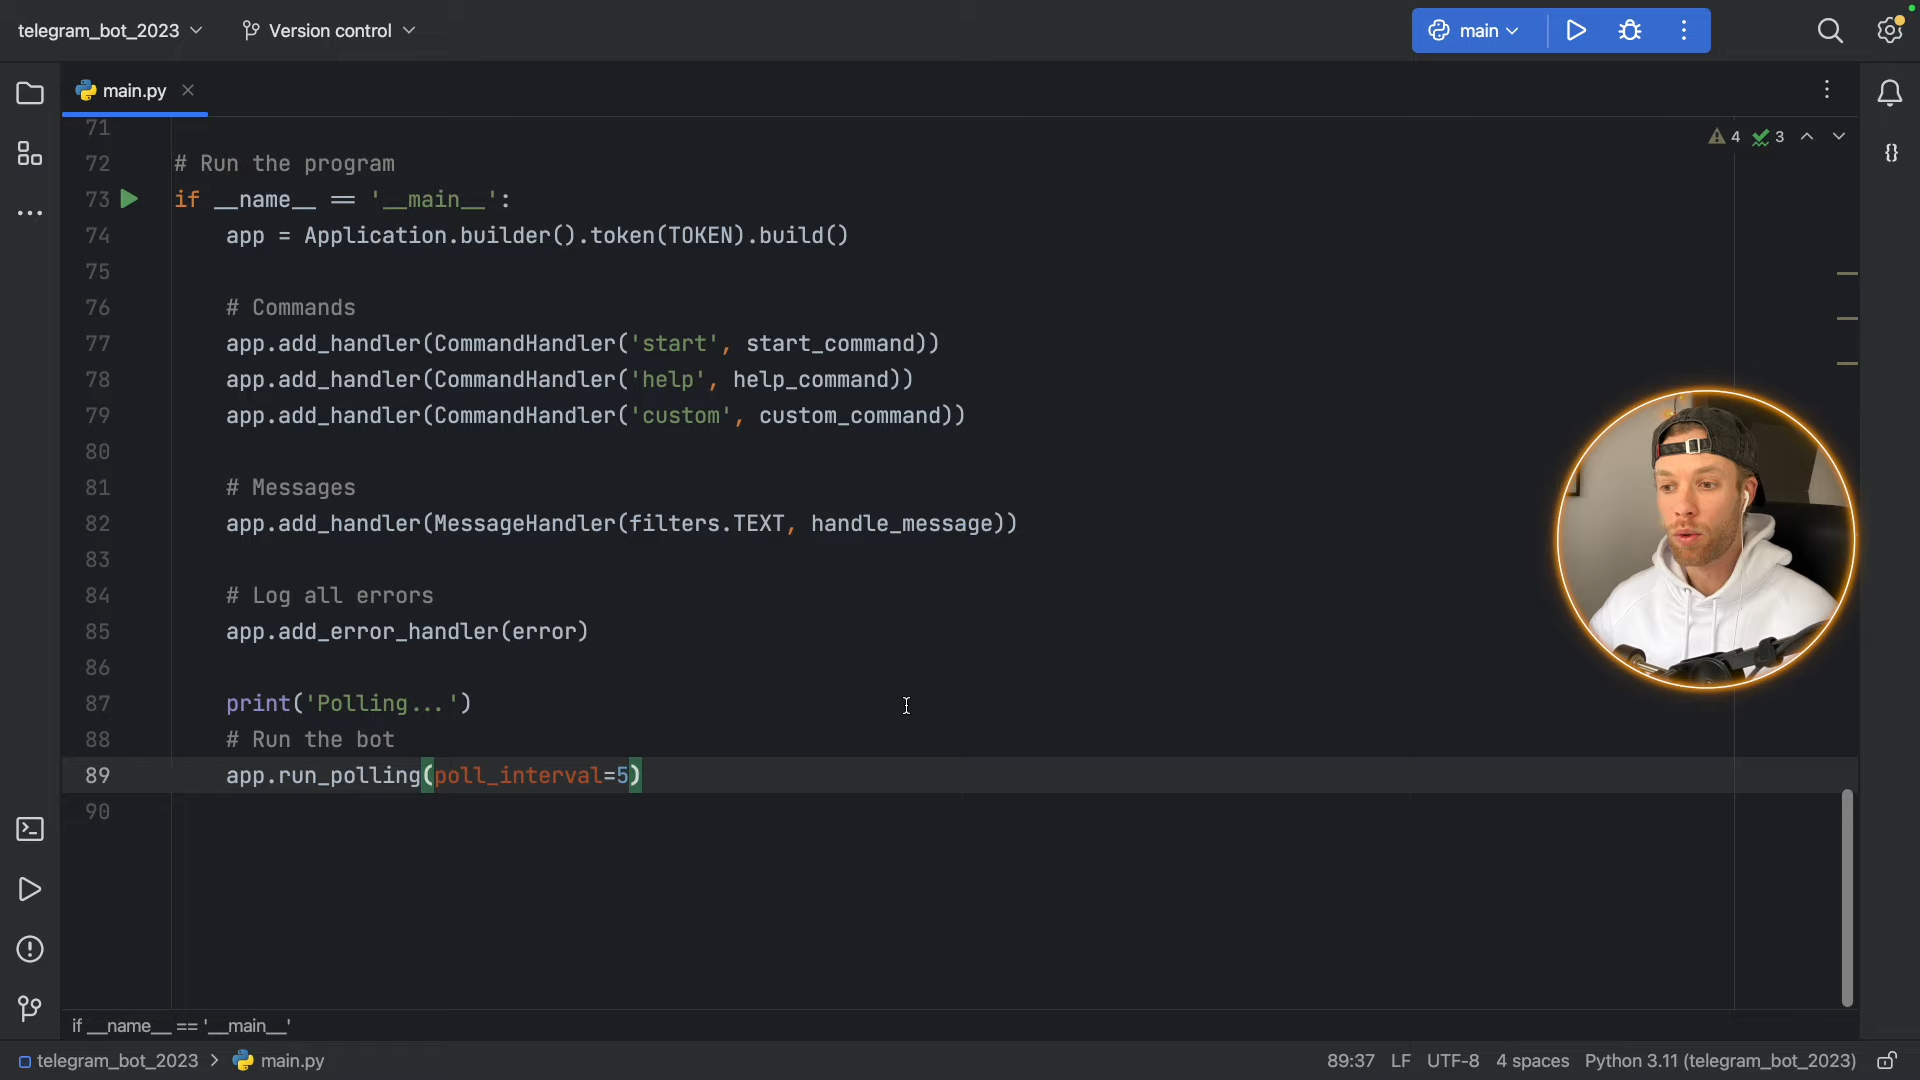 telegram_bot_2023
Version control
main
main.py
4 3
71
72 # Run the program
73 if __name__ == '__main__':
74 app = Application.builder().token(TOKEN).build()
75
76 # Commands
77 app.add_handler(CommandHandler('start', start_command))
78 app.add_handler(CommandHandler('help', help_command))
79 app.add_handler(CommandHandler('custom', custom_command))
80
81 # Messages
82 app.add_handler(MessageHandler(filters.TEXT, handle_message))
83
84 # Log all errors
85 app.add_error_handler(error)
86
87 print('Polling...')
88 # Run the bot
89 app.run_polling(poll_interval=5)
90
if __name__ == '__main__'
telegram_bot_2023 > main.py
89:37 LF UTF-8 4 spaces Python 3.11 (telegram_bot_2023)